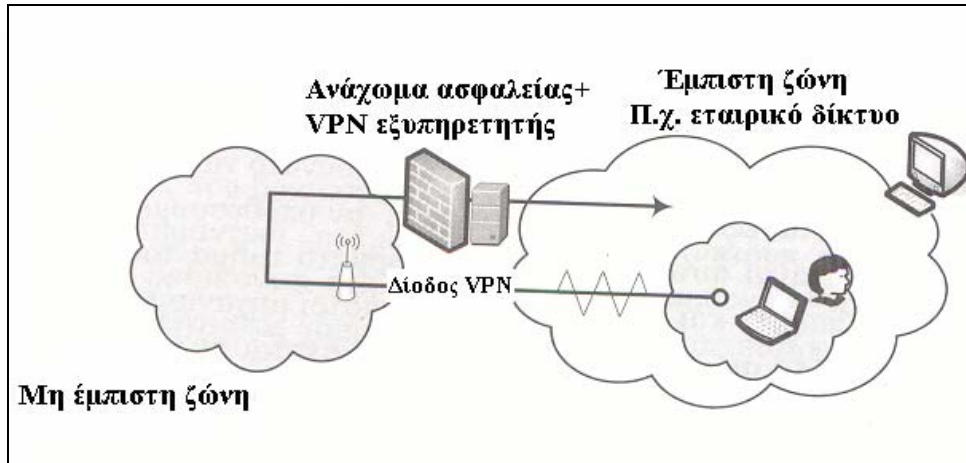 Ανάχωμα ασφαλείας+
VPN εξυπηρετητής
Έμπιστη ζώνη
Π.χ. εταιρικό δίκτυο
Δίοδος VPN
Μη έμπιστη ζώνη